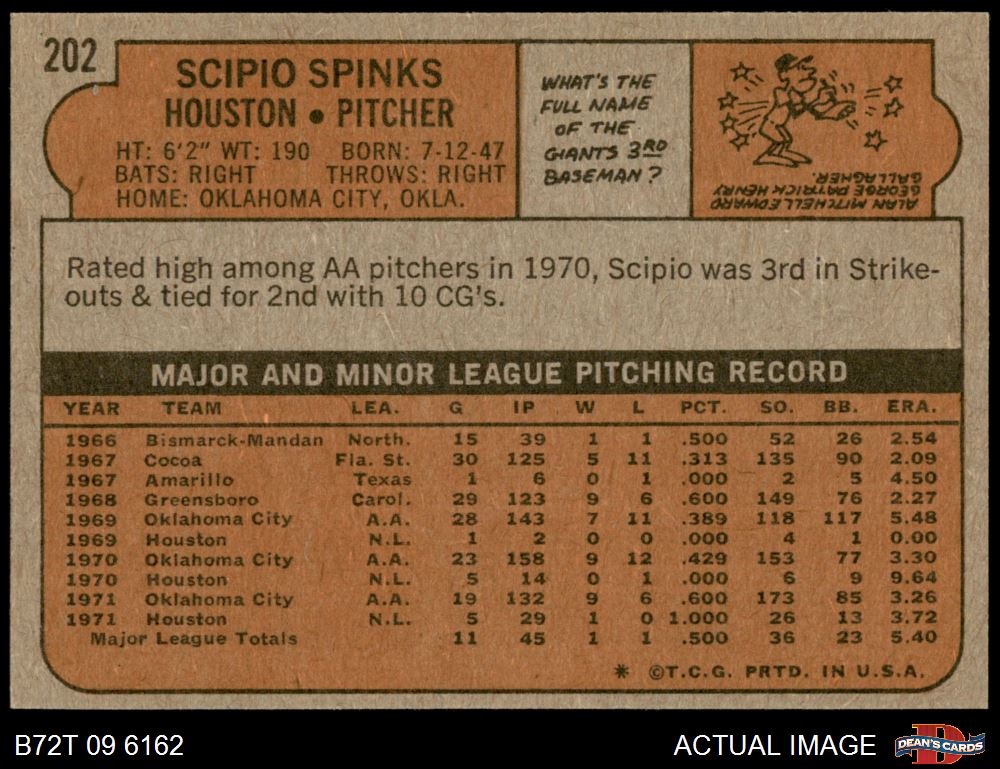 202
SCIPIO SPINKS
HOUSTON • PITCHER
HT: 6'2" WT: 190 BORN: 7-12-47
BATS: RIGHT THROWS: RIGHT
HOME: OKLAHOMA CITY, OKLA.
WHAT'S THE
FULL NAME
OF THE
GIANTS 3RD
BASEMAN?
ALAN MITCHELL EDWARD
GEORGE PATRICK HENRY
GALLAGHER.
Rated high among AA pitchers in 1970, Scipio was 3rd in Strike-
outs & tied for 2nd with 10 CG's.
MAJOR AND MINOR LEAGUE PITCHING RECORD
YEAR TEAM LEA. G IP W L PCT. SO. BB. ERA.
1966 Bismarck-Mandan North. 15 39 1 1 .500 52 26 2.54
1967 Cocoa Fla. St. 30 125 5 11 .313 135 90 2.09
1967 Amarillo Texas 1 6 0 1 .000 2 5 4.50
1968 Greensboro Carol. 29 123 9 6 .600 149 76 2.27
1969 Oklahoma City A.A. 28 143 7 11 .389 118 117 5.48
1969 Houston N.L. 1 2 0 0 .000 4 1 0.00
1970 Oklahoma City A.A. 23 158 9 12 .429 153 77 3.30
1970 Houston N.L. 5 14 0 1 .000 6 9 9.64
1971 Oklahoma City A.A. 19 132 9 6 .600 173 85 3.26
1971 Houston N.L. 5 29 1 0 1.000 26 13 3.72
Major League Totals 11 45 1 1 .500 36 23 5.40
* ©T.C.G. PRTD. IN U.S.A.
B72T 09 6162
ACTUAL IMAGE
D
DEAN'S CARDS